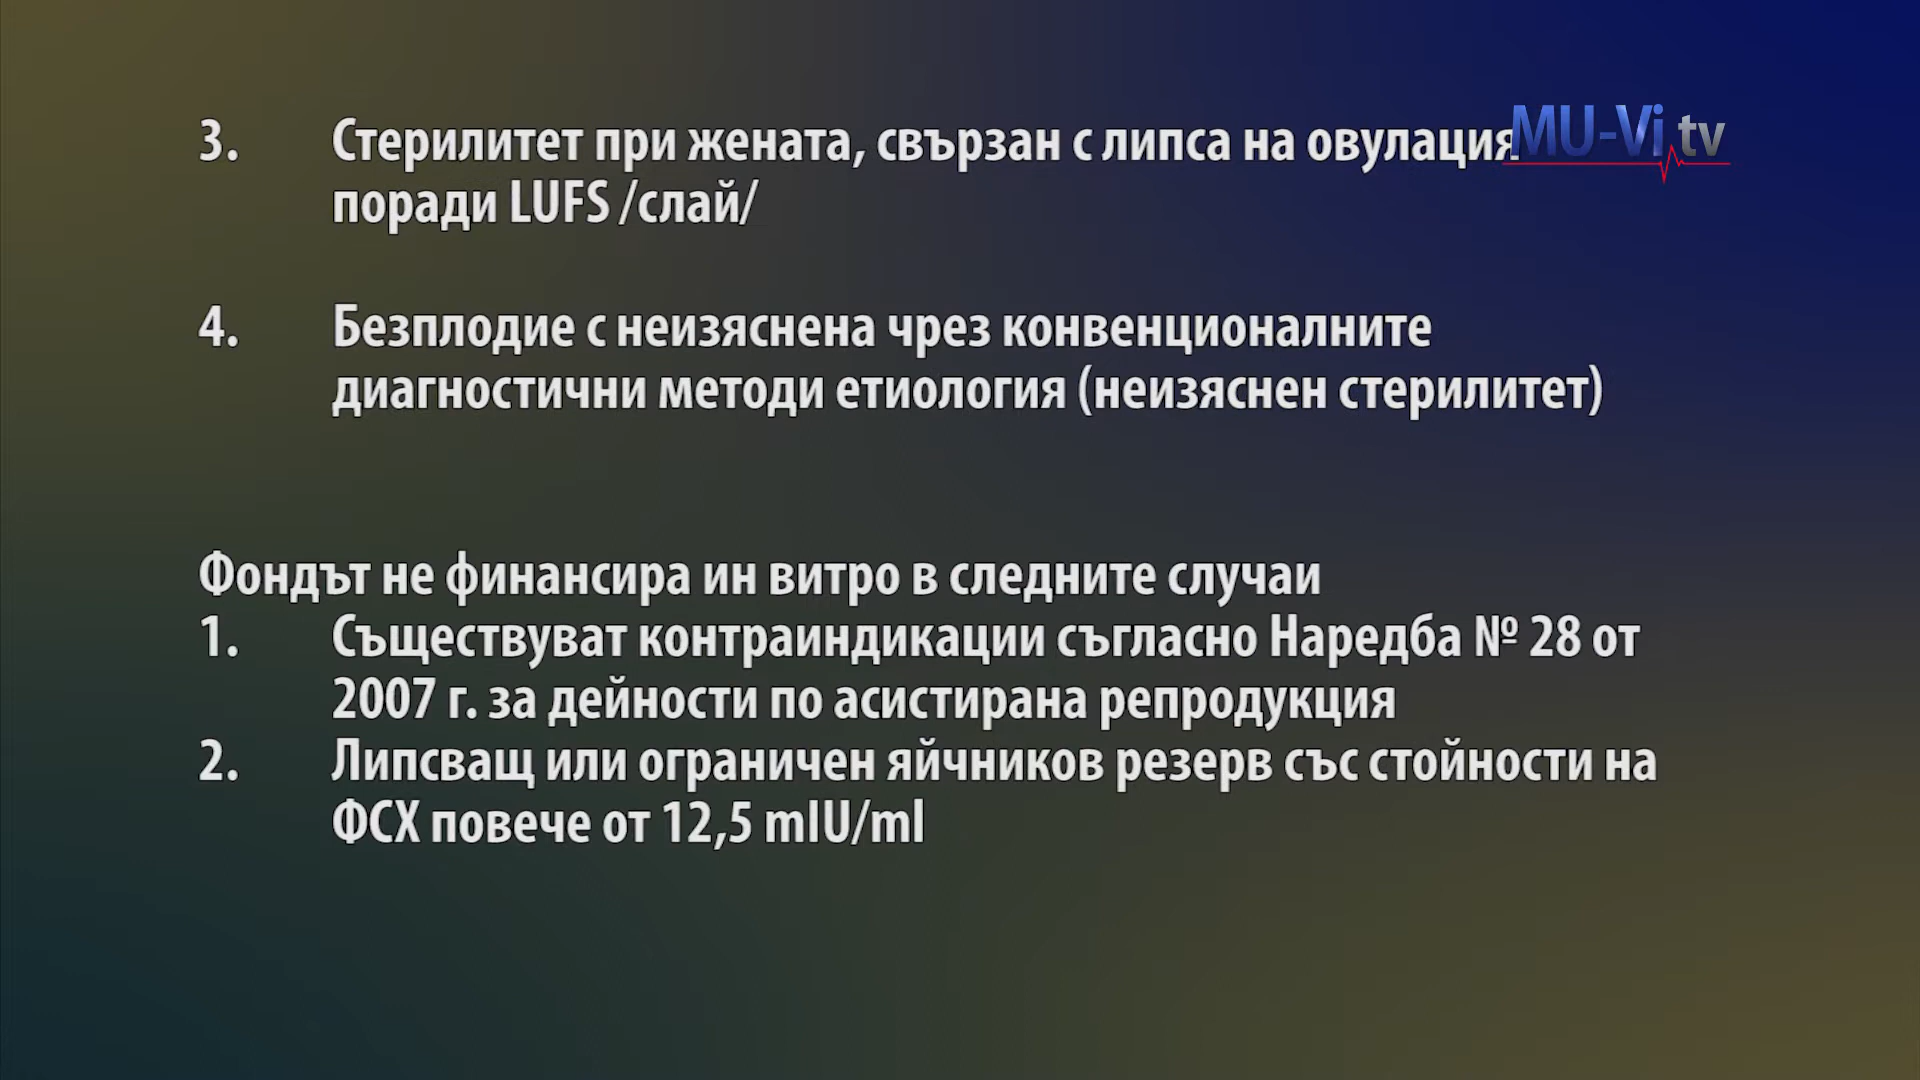 MU-Vi.tv
3. Стерилитет при жената, свързан с липса на овулация
поради LUFS /слай/
4. Безплодие с неизяснена чрез конвенционалните
диагностични методи етиология (неизяснен стерилитет)
Фондът не финансира ин витро в следните случаи
1. Съществуват контраиндикации съгласно Наредба № 28 от
2007 г. за дейности по асистирана репродукция
2. Липсващ или ограничен яйчников резерв със стойности на
ФСХ повече от 12,5 mIU/ml